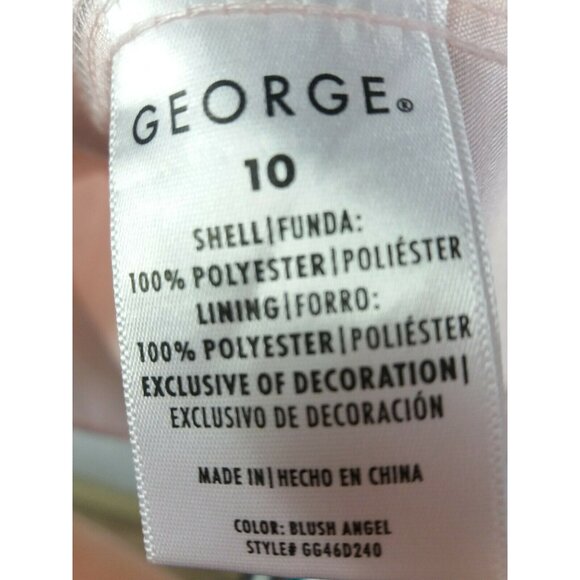 GEORGE®
10
SHELL|FUNDA:
100% POLYESTER|POLIÉSTER
LINING|FORRO:
100% POLYESTER|POLIÉSTER
EXCLUSIVE OF DECORATION|
EXCLUSIVO DE DECORACIÓN
MADE IN|HECHO EN CHINA
COLOR: BLUSH ANGEL
STYLE# GG46D240